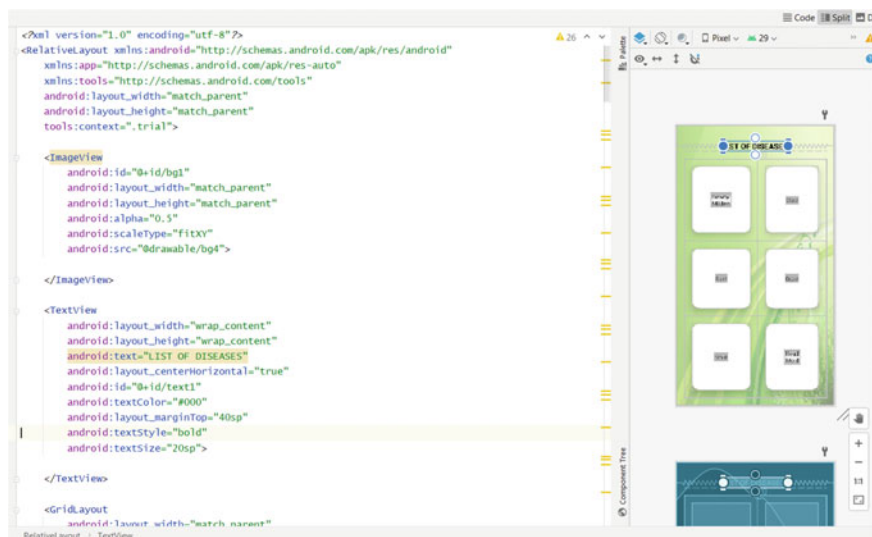 Code Split D
<?xml version="1.0" encoding="utf-8"?>
26
Palette
Pixel 29
<RelativeLayout xmlns:android="http://schemas.android.com/apk/res/android"
xmlns:app="http://schemas.android.com/apk/res-auto"
xmlns:tools="http://schemas.android.com/tools"
android:layout_width="match_parent"
android:layout_height="match_parent"
tools:context=".trial">
<ImageView
android:id="@+id/bg1"
android:layout_width="match_parent"
android:layout_height="match_parent"
android:alpha="0.5"
android:scaleType="fitXY"
android:src="@drawable/bg4">
</ImageView>
<TextView
android:layout_width="wrap_content"
android:layout_height="wrap_content"
android:text="LIST OF DISEASES"
android:layout_centerHorizontal="true"
android:id="@+id/text1"
android:textColor="#000"
android:layout_marginTop="40sp"
android:textStyle="bold"
android:textSize="20sp">
</TextView>
<GridLayout
android:layout_width="match_parent"
RelativeLayout > TextView
ST OF DISEASE
Component Tree
1:1